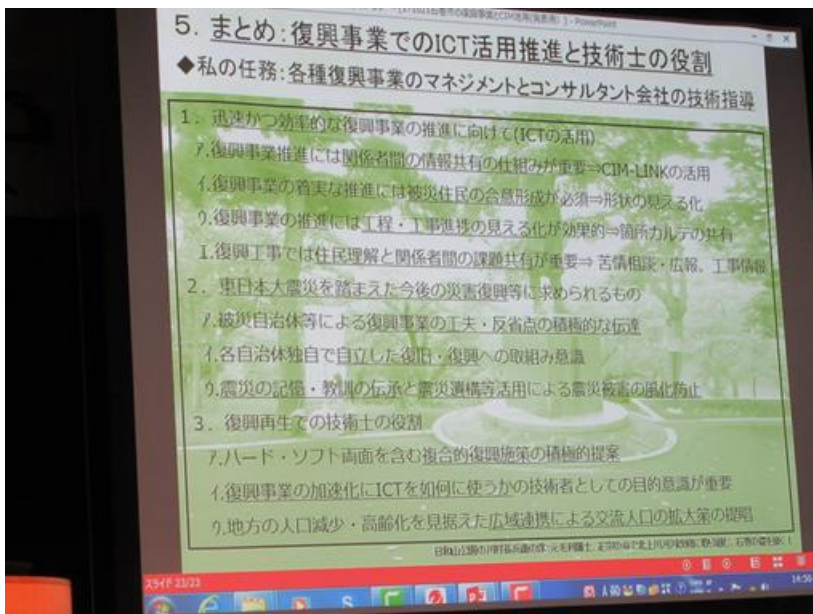 5. まとめ:復興事業でのICT活用推進と技術士の役割
◆私の任務:各種復興事業のマネジメントとコンサルタント会社の技術指導
1. 迅速かつ効率的な復興事業の推進に向けて(ICTの活用)
ア.復興事業推進には関係者間の情報共有の仕組みが重要⇒CIM-LINKの活用
イ.復興事業の着実な推進には被災住民の合意形成が必須⇒形状の見える化
ウ.復興事業の推進には工程・工事進捗の見える化が効果的⇒箇所カルテの共有
エ.復興工事では住民理解と関係者間の課題共有が重要⇒ 苦情相談・広報。工事情報
2. 東日本大震災を踏まえた今後の災害復興等に求められるもの
ア.被災自治体等による復興事業の工夫・反省点の積極的な伝達
イ.各自治体独自で自立した復旧・復興への取組み意識
ウ.震災の記憶・教訓の伝承と震災遺構等活用による震災被害の風化防止
3. 復興再生での技術士の役割
ア.ハード・ソフト両面を含む複合的復興施策の積極的提案
イ.復興事業の加速化にICTを如何に使うかの技術者としての目的意識が重要
ウ.地方の人口減少・高齢化を見据えた広域連携による交流人口の拡大策の提唱
スライド 23/23
14:50